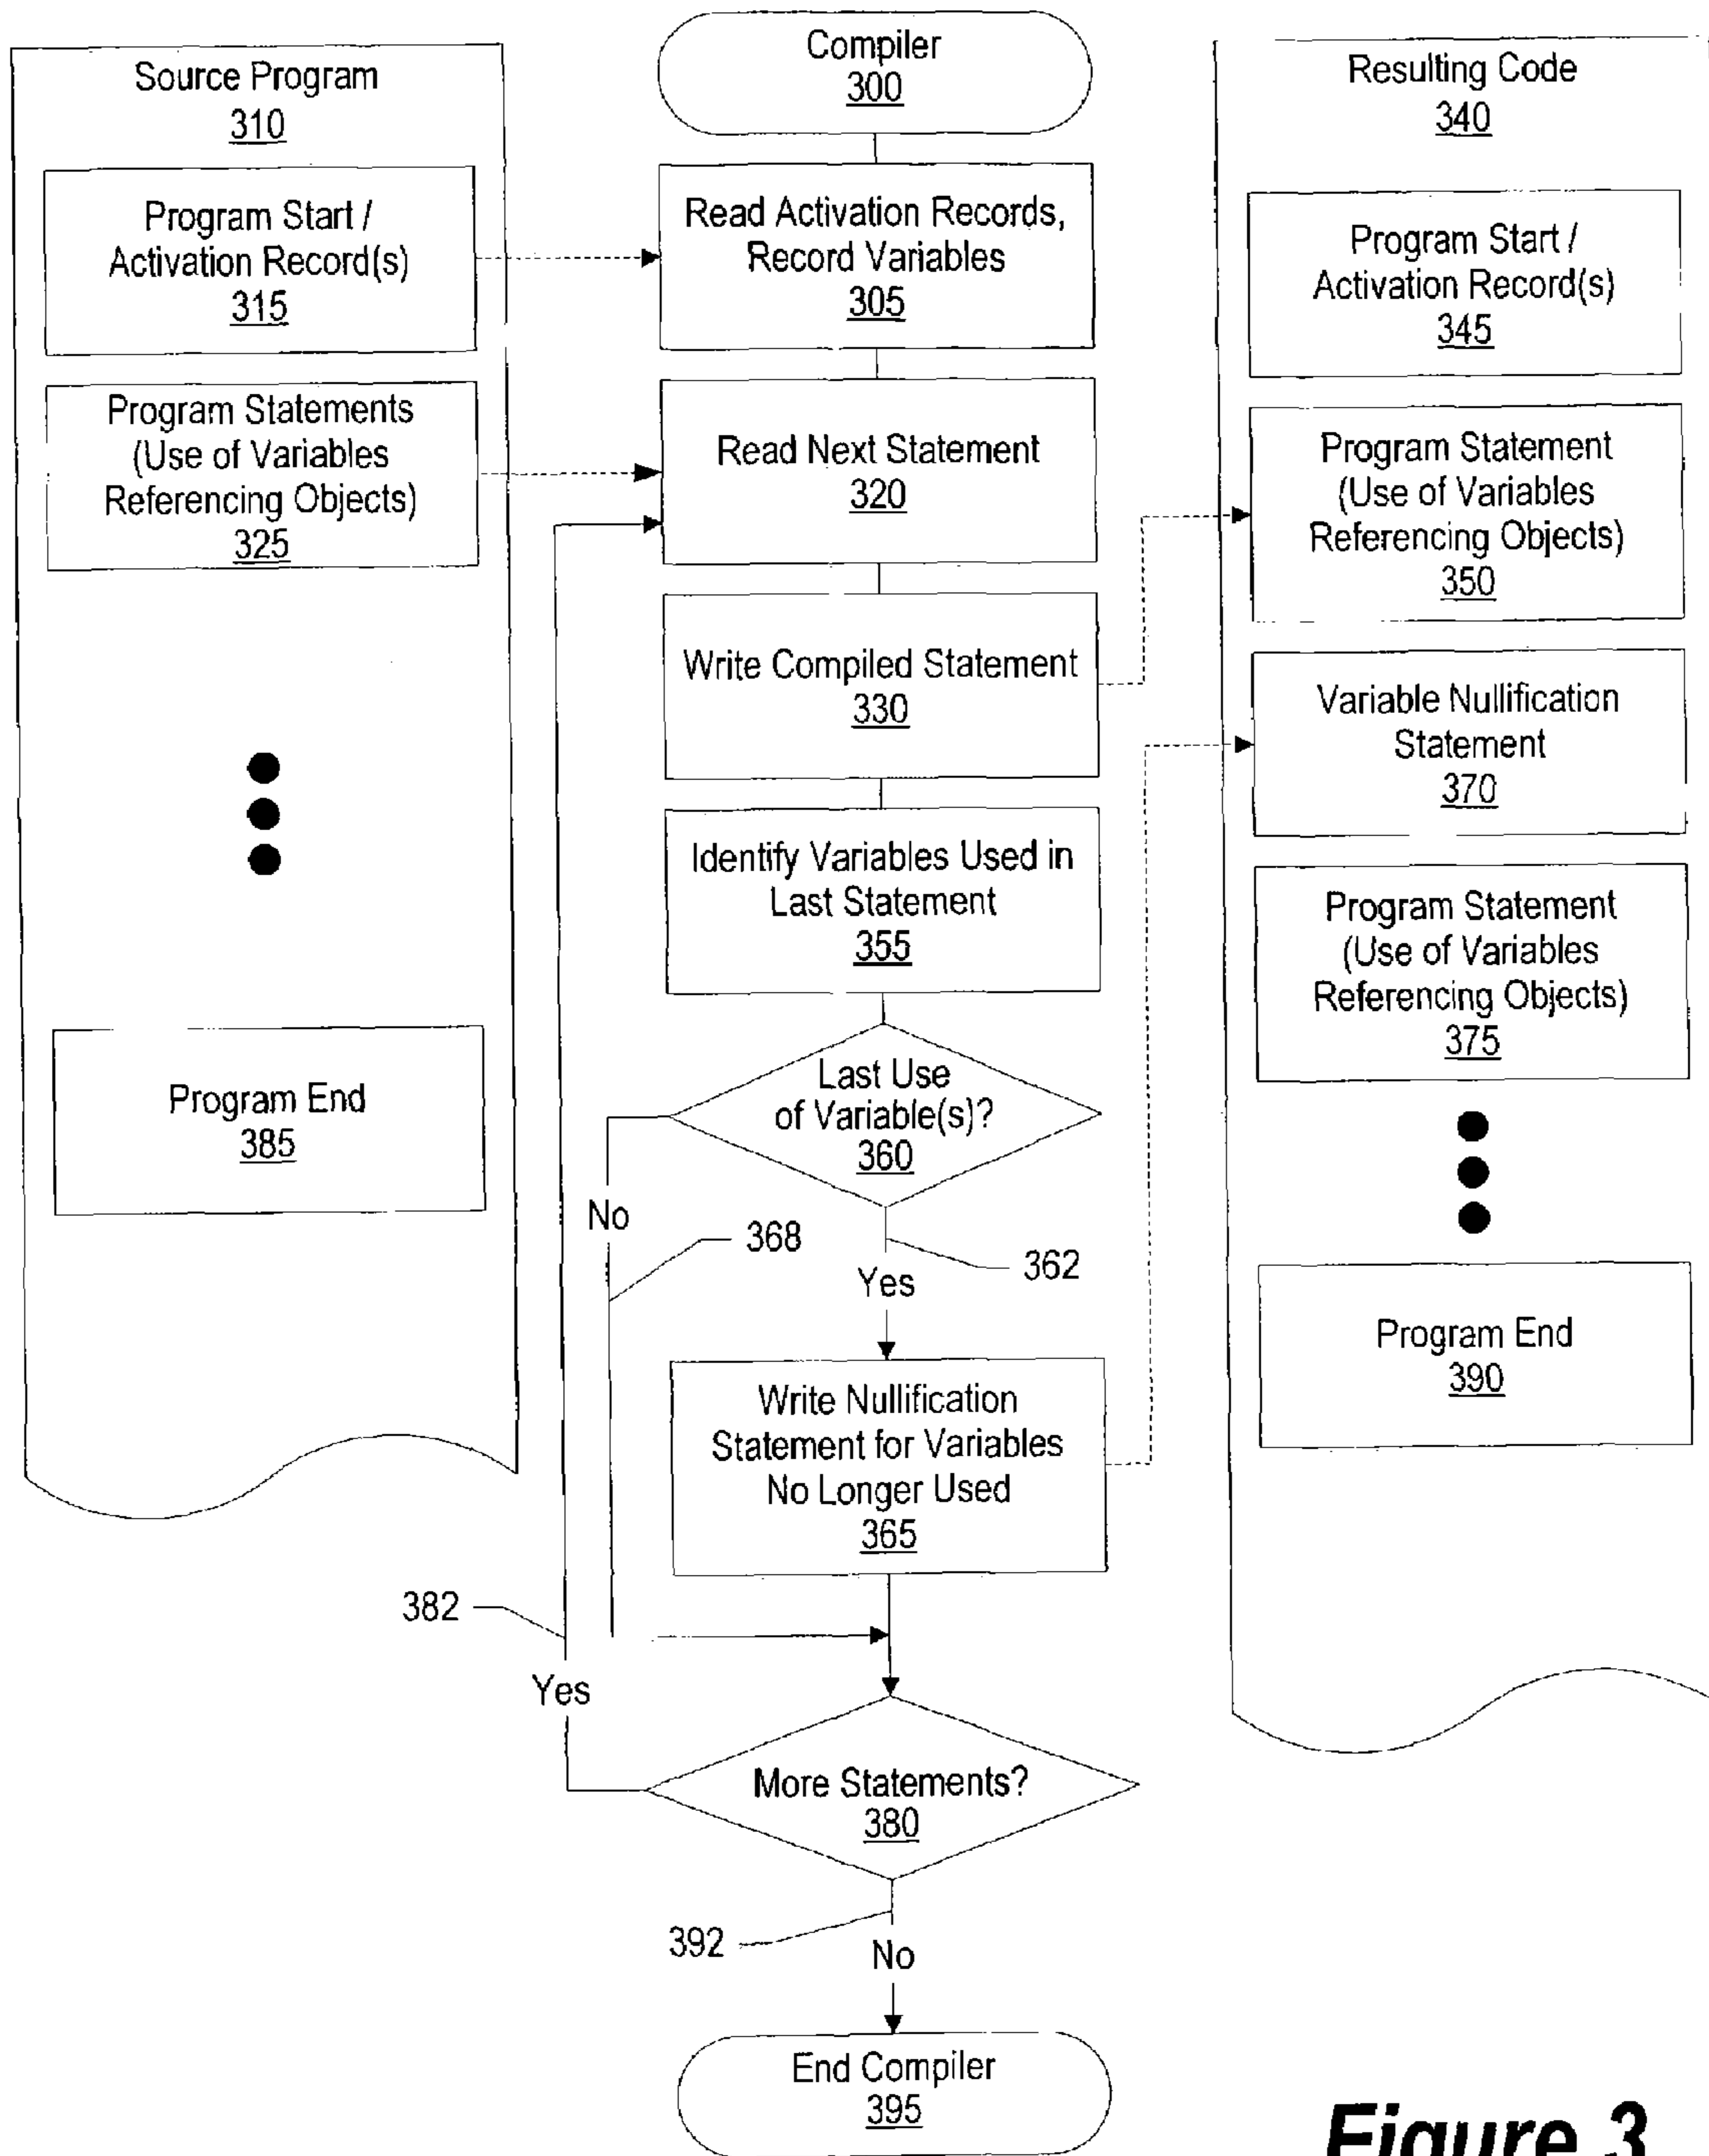 Source Program
310
Program Start /
Activation Record(s)
315
Program Statements
(Use of Variables
Referencing Objects)
325
Program End
385
Compiler
300
Read Activation Records,
Record Variables
305
Read Next Statement
320
Write Compiled Statement
330
Identify Variables Used in
Last Statement
355
Last Use
of Variable(s)?
360
No
368
362
Yes
Write Nullification
Statement for Variables
No Longer Used
365
382
Yes
More Statements?
380
392
No
End Compiler
395
Resulting Code
340
Program Start /
Activation Record(s)
345
Program Statement
(Use of Variables
Referencing Objects)
350
Variable Nullification
Statement
370
Program Statement
(Use of Variables
Referencing Objects)
375
Program End
390
Figure 3